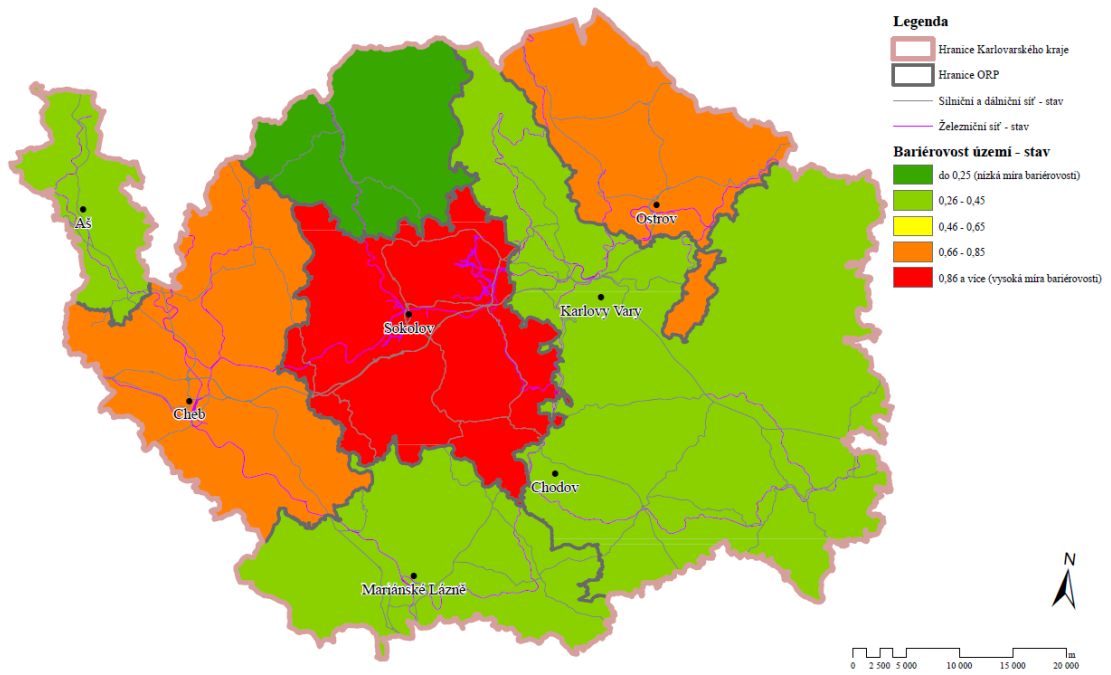 Legenda
Hranice Karlovarského kraje
Hranice ORP
Silniční a dálniční síť - stav
Železniční síť - stav
Bariérovost území - stav
do 0,25 (nízká míra bariérovosti)
0,26 - 0,45
0,46 - 0,65
0,66 - 0,85
0,86 a více (vysoká míra bariérovosti)
Aš
Ostrov
Karlovy Vary
Sokolov
Cheb
Chodov
Mariánské Lázně
N
m
0 2 500 5 000 10 000 15 000 20 000